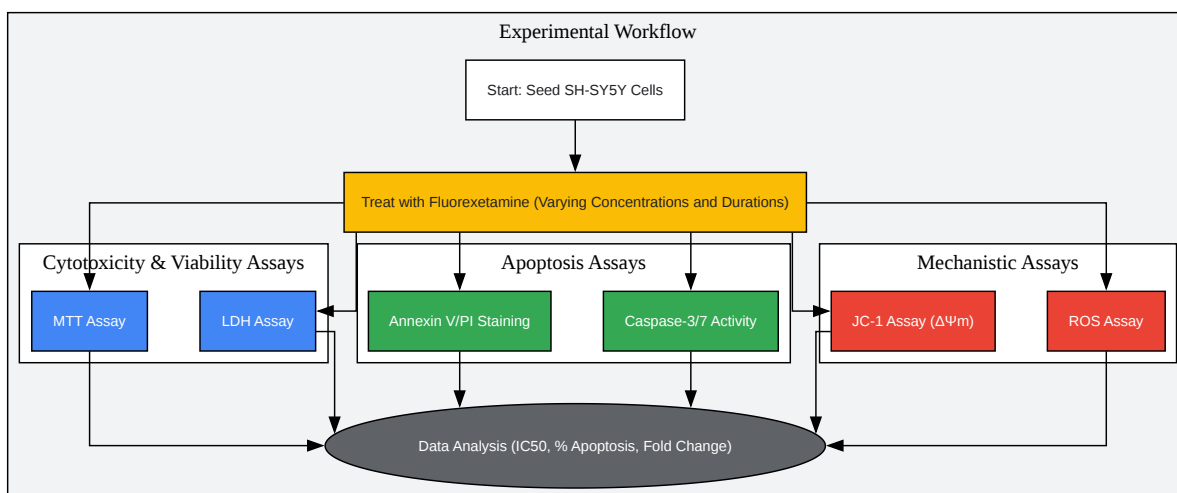 Experimental Workflow
Start: Seed SH-SY5Y Cells
Treat with Fluorexetamine (Varying Concentrations and Durations)
Cytotoxicity & Viability Assays
Apoptosis Assays
Mechanistic Assays
MTT Assay
LDH Assay
Annexin V/PI Staining
Caspase-3/7 Activity
JC-1 Assay (ΔΨm)
ROS Assay
Data Analysis (IC50, % Apoptosis, Fold Change)